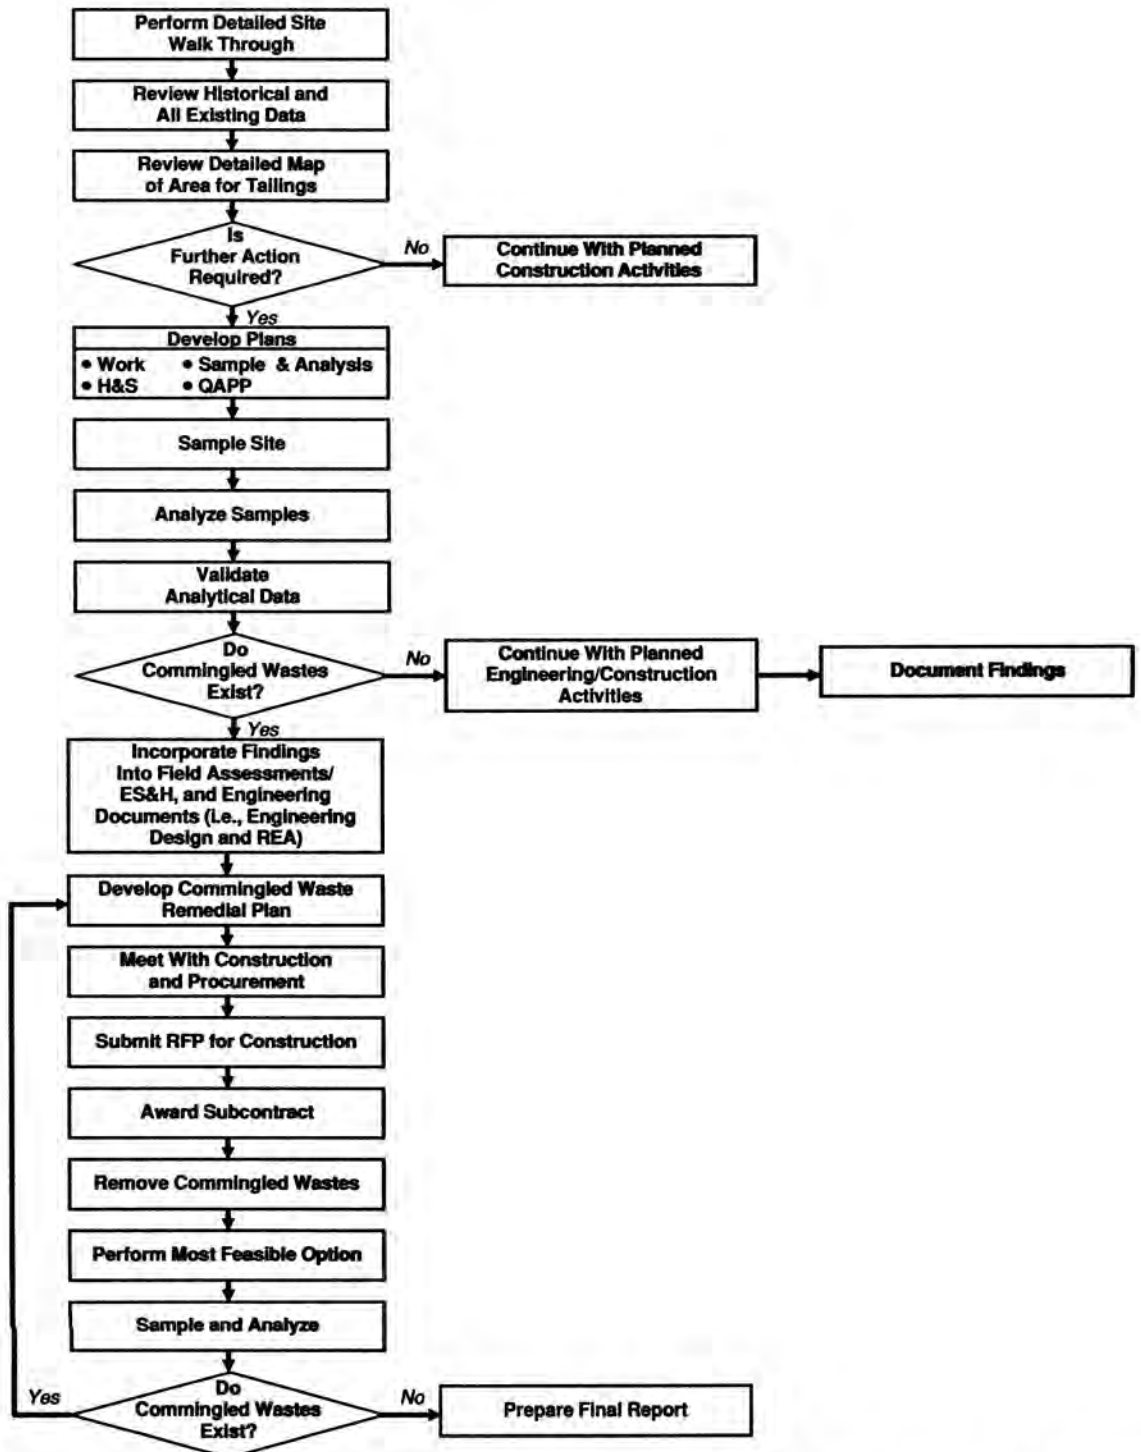 Perform Detailed Site
Walk Through
Review Historical and
All Existing Data
Review Detailed Map
of Area for Tailings
Is
Further Action
Required?
No
Continue With Planned
Construction Activities
Yes
Develop Plans
• Work • Sample & Analysis
• H&S • QAPP
Sample Site
Analyze Samples
Validate
Analytical Data
Do
Commingled Wastes
Exist?
No
Continue With Planned
Engineering/Construction
Activities
Document Findings
Yes
Incorporate Findings
Into Field Assessments/
ES&H, and Engineering
Documents (i.e., Engineering
Design and REA)
Develop Commingled Waste
Remedial Plan
Meet With Construction
and Procurement
Submit RFP for Construction
Award Subcontract
Remove Commingled Wastes
Perform Most Feasible Option
Sample and Analyze
Yes
Do
Commingled Wastes
Exist?
No
Prepare Final Report